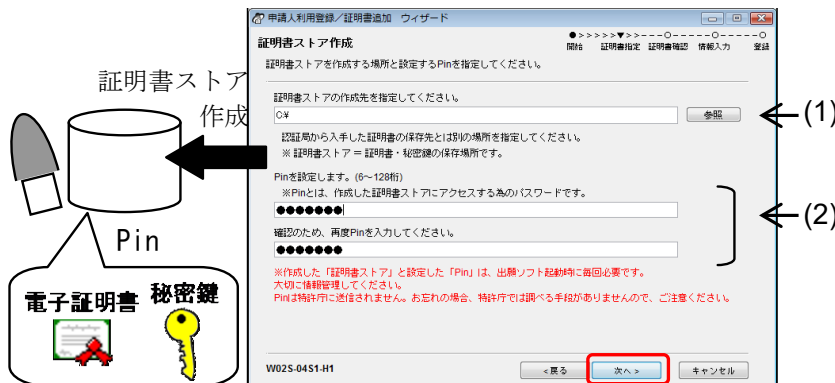 申請人利用登録／証明書追加 ウィザード
証明書ストア作成
●>>>>>▼>>---○-----○-----○
開始 証明書指定 証明書確認 情報入力 登録
証明書ストアを作成する場所と設定するPinを指定してください。
証明書ストアの作成先を指定してください。
C:¥
参照
(1)
認証局から入手した証明書の保存先とは別の場所を指定してください。
※ 証明書ストア = 証明書・秘密鍵の保存場所です。
Pinを設定します。(6～128桁)
※Pinとは、作成した証明書ストアにアクセスする為のパスワードです。
●●●●●●●
確認のため、再度Pinを入力してください。
●●●●●●●
(2)
※作成した「証明書ストア」と設定した「Pin」は、出願ソフト起動時に毎回必要です。
大切に情報管理してください。
Pinは特許庁に送信されません。お忘れの場合、特許庁では調べる手段がありませんので、ご注意ください。
W02S-04S1-H1
<戻る
次へ >
キャンセル
証明書ストア
作成
Pin
電子証明書
秘密鍵